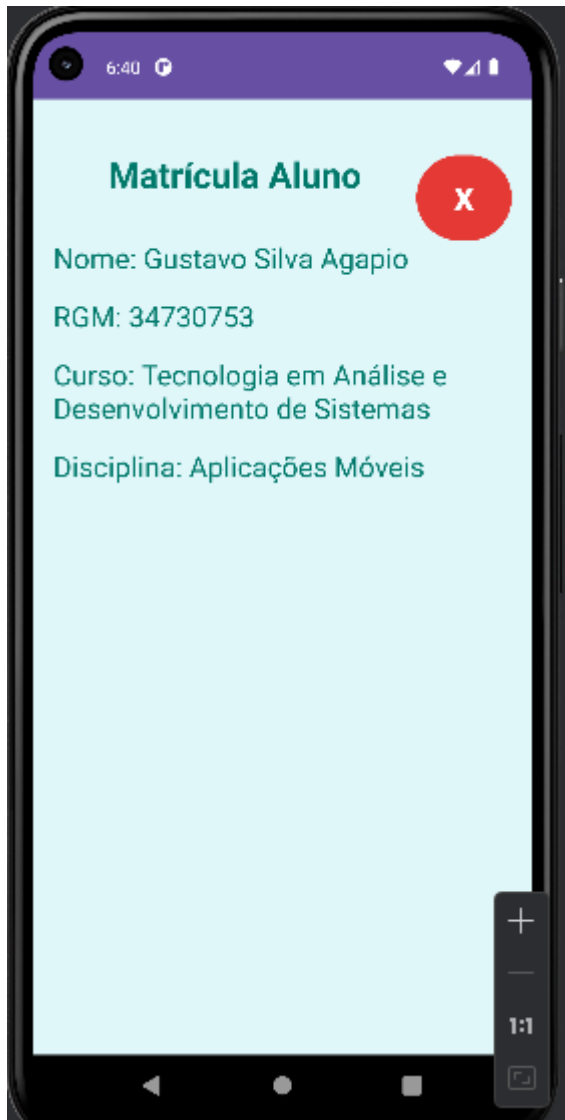 6:40
Matrícula Aluno
X
Nome: Gustavo Silva Agapio
RGM: 34730753
Curso: Tecnologia em Análise e
Desenvolvimento de Sistemas
Disciplina: Aplicações Móveis
1:1